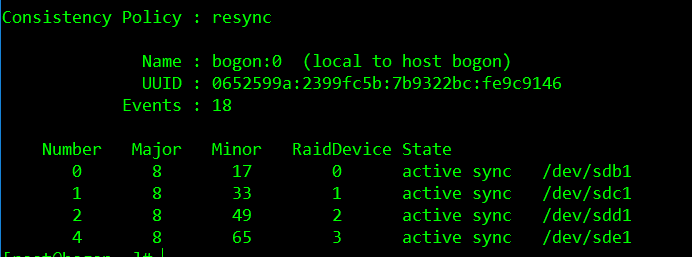 Consistency Policy : resync
Name : bogon:0 (local to host bogon)
UUID : 0652599a:2399fc5b:7b9322bc:fe9c9146
Events : 18
Number Major Minor RaidDevice State
0 8 17 0 active sync /dev/sdb1
1 8 33 1 active sync /dev/sdc1
2 8 49 2 active sync /dev/sdd1
4 8 65 3 active sync /dev/sde1
[root@bogon ~]#